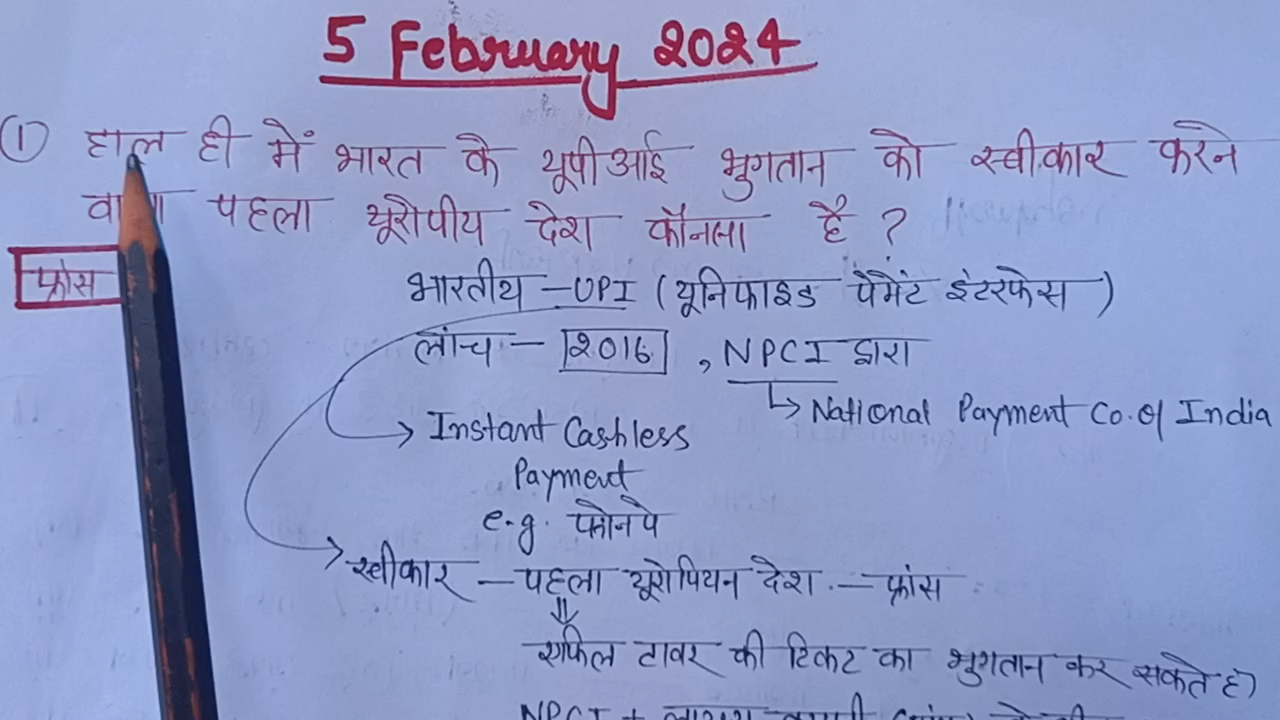 5 February 2024
① हाल ही में भारत के यूपीआई भुगतान को स्वीकार करने
पहला यूरोपीय देश कौनसा है ?
फ्रांस
भारतीय - UPI (यूनिफाइड पेमेंट इंटरफेस)
लांच - 2016 , NPCI द्वारा
National Payment Co. of India
Instant Cashless
Payment
e.g. फोनपे
स्वीकार - पहला यूरोपियन देश - फ्रांस
एफिल टावर की टिकट का भुगतान कर सकते है)
NPCI +